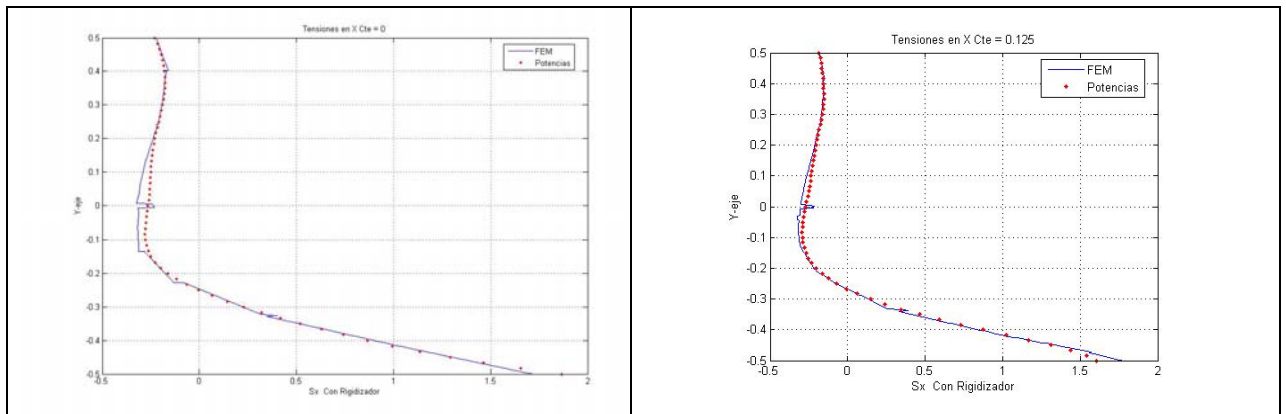 Tensiones en X Cte = 0
FEM
Potencias
0.5
0.4
0.3
0.2
0.1
0
-0.1
-0.2
-0.3
-0.4
-0.5
Y-eje
-0.5 0 0.5 1 1.5 2
Sx Con Rigidizador
Tensiones en X Cte = 0.125
FEM
Potencias
0.5
0.4
0.3
0.2
0.1
0
-0.1
-0.2
-0.3
-0.4
-0.5
Y-eje
-0.5 0 0.5 1 1.5 2
Sx Con Rigidizador